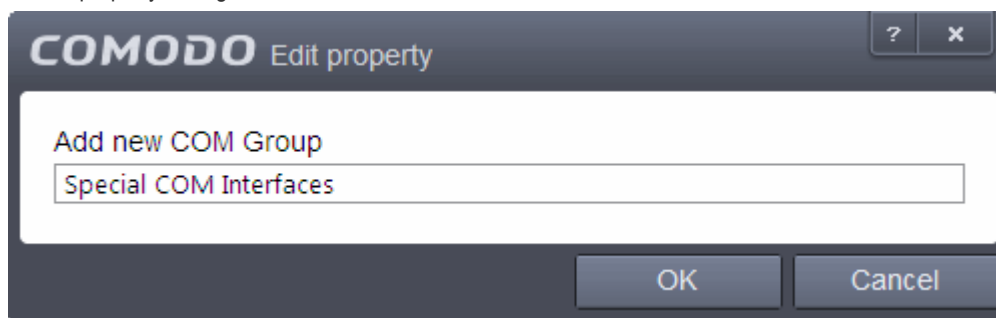 COMODO Edit property
? x
Add new COM Group
Special COM Interfaces
OK Cancel